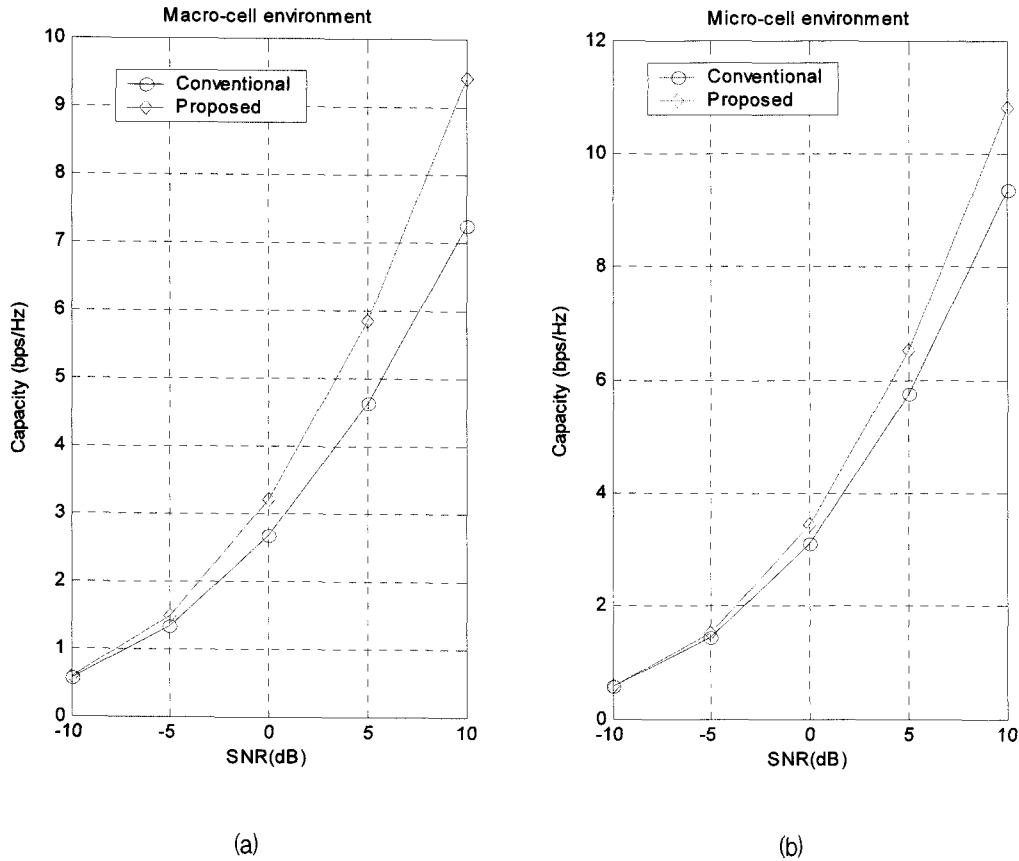 Macro-cell environment
10
9
8
7
6
5
4
3
2
1
0
Capacity (bps/Hz)
Conventional
Proposed
-10 -5 0 5 10
SNR(dB)
(a)
Micro-cell environment
12
10
8
6
4
2
0
Capacity (bps/Hz)
Conventional
Proposed
-10 -5 0 5 10
SNR(dB)
(b)